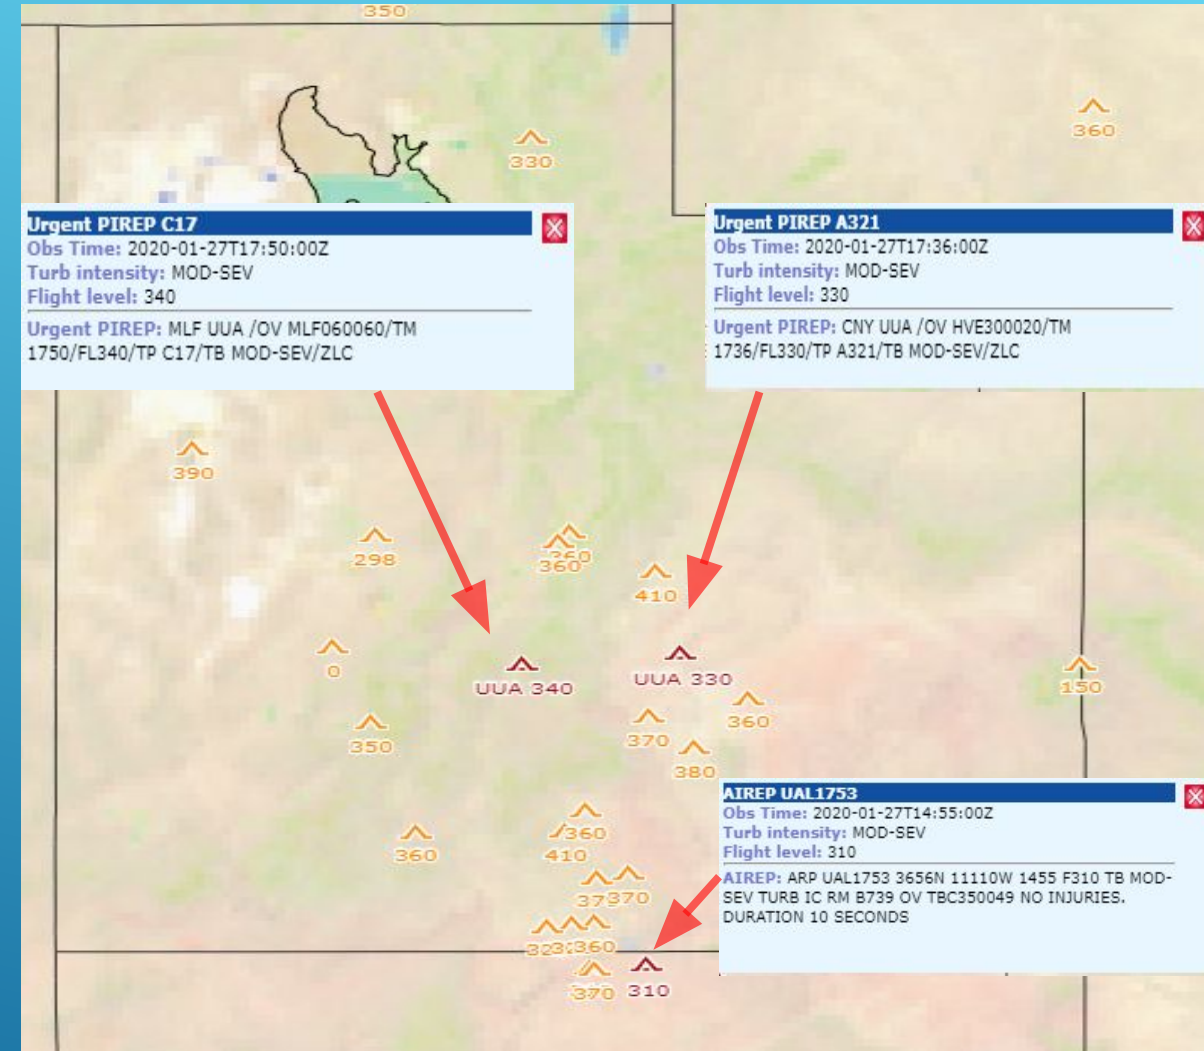 350
360
330
Urgent PIREP C17
Obs Time: 2020-01-27T17:50:00Z
Turb intensity: MOD-SEV
Flight level: 340
Urgent PIREP: MLF UUA /OV MLF060060/TM
1750/FL340/TP C17/TB MOD-SEV/ZLC
Urgent PIREP A321
Obs Time: 2020-01-27T17:36:00Z
Turb intensity: MOD-SEV
Flight level: 330
Urgent PIREP: CNY UUA /OV HVE300020/TM
1736/FL330/TP A321/TB MOD-SEV/ZLC
390
298
360
360
410
0
UUA 340
UUA 330
150
350
370
360
380
360
360
410
AIREP UAL1753
Obs Time: 2020-01-27T14:55:00Z
Turb intensity: MOD-SEV
Flight level: 310
AIREP: ARP UAL1753 3656N 11110W 1455 F310 TB MOD-
SEV TURB IC RM B739 OV TBC350049 NO INJURIES.
DURATION 10 SECONDS
370
360
370
310